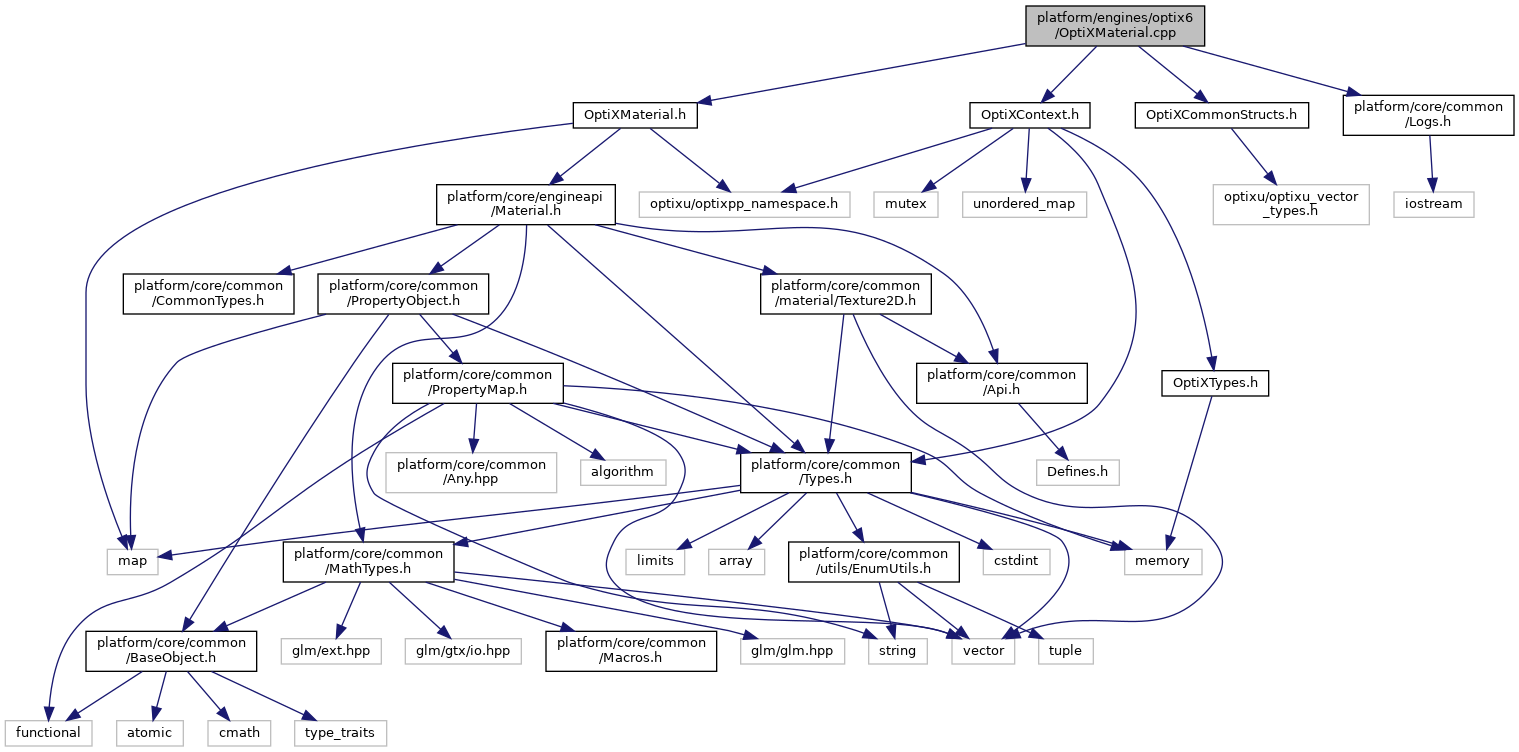 platform/engines/optix6
/OptiXMaterial.cpp
OptiXMaterial.h
OptiXContext.h
OptiXCommonStructs.h
platform/core/common
/Logs.h
platform/core/engineapi
/Material.h
optixu/optixpp_namespace.h
mutex
unordered_map
optixu/optixu_vector
_types.h
iostream
platform/core/common
/CommonTypes.h
platform/core/common
/PropertyObject.h
platform/core/common
/material/Texture2D.h
platform/core/common
/PropertyMap.h
platform/core/common
/Api.h
OptiXTypes.h
platform/core/common
/Any.hpp
algorithm
platform/core/common
/Types.h
Defines.h
map
platform/core/common
/MathTypes.h
limits
array
platform/core/common
/utils/EnumUtils.h
cstdint
memory
platform/core/common
/BaseObject.h
glm/ext.hpp
glm/gtx/io.hpp
platform/core/common
/Macros.h
glm/glm.hpp
string
vector
tuple
functional
atomic
cmath
type_traits